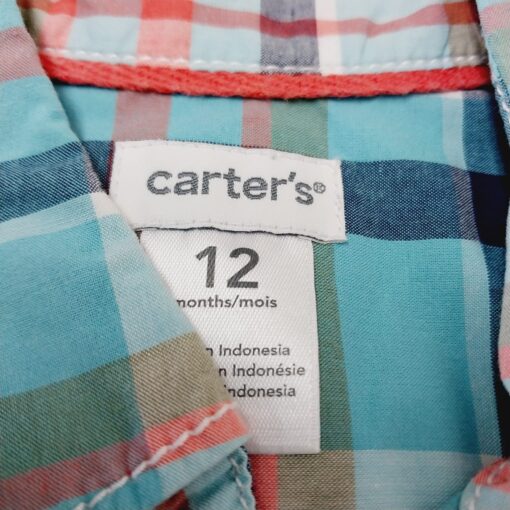 carter's®
12
months/mois
n Indonesia
n Indonésie
Indonesia